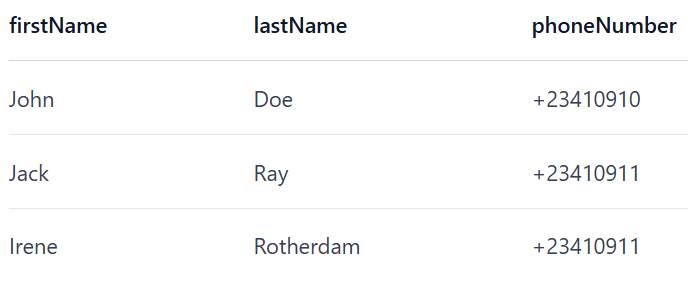 firstName lastName phoneNumber
John Doe +23410910
Jack Ray +23410911
Irene Rotherdam +23410911